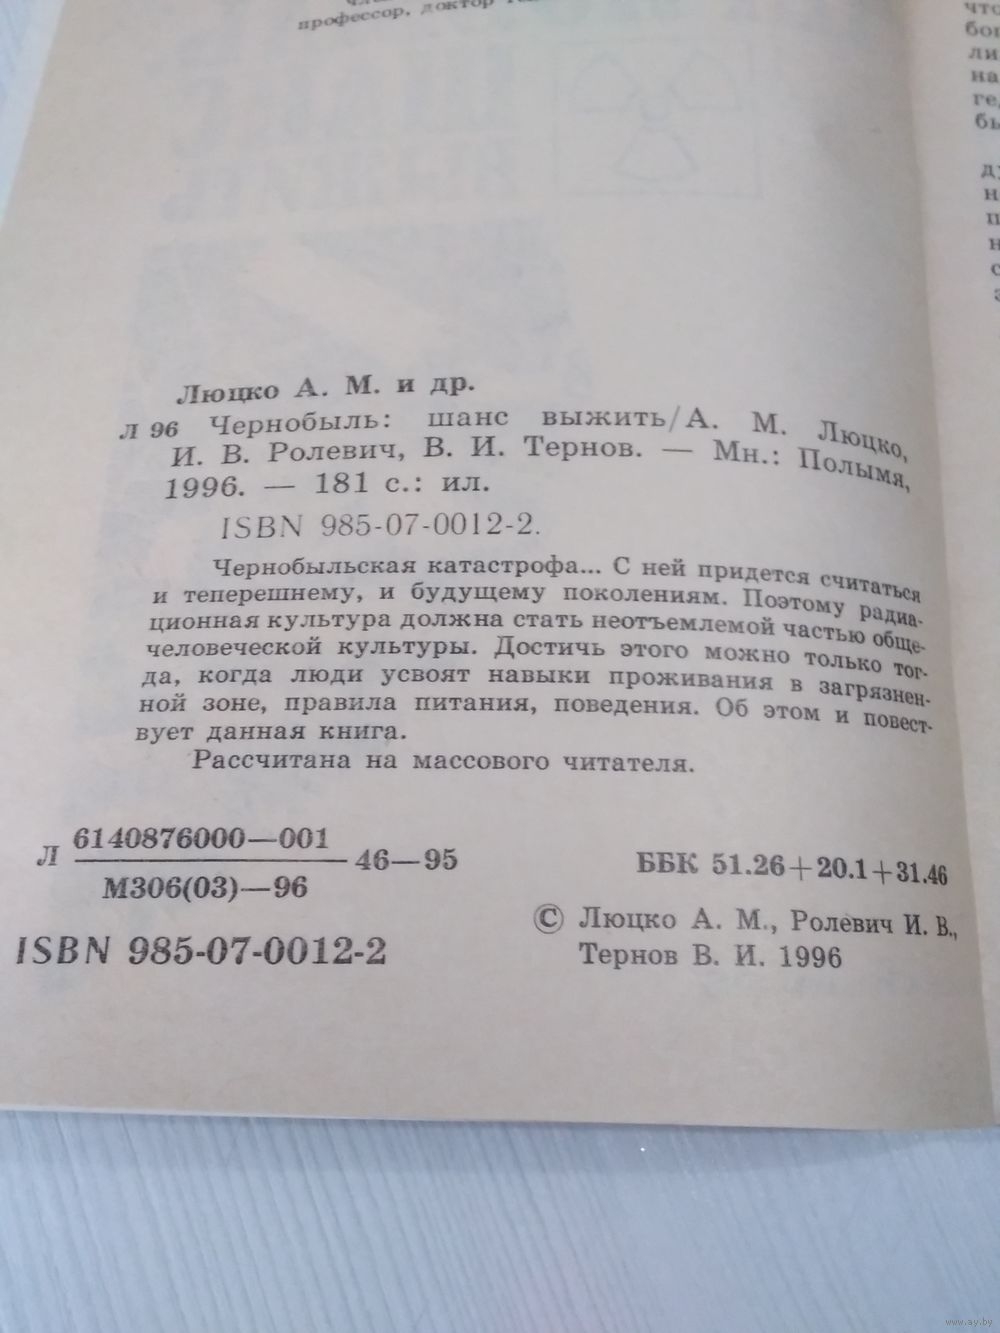 профессор, доктор
Люцко А. М. и др.
Л 96 Чернобыль: шанс выжить/А. М. Люцко,
И. В. Ролевич, В. И. Тернов. — Мн.: Полымя,
1996. — 181 с.: ил.
ISBN 985-07-0012-2.
Чернобыльская катастрофа... С ней придется считаться
и теперешнему, и будущему поколениям. Поэтому радиа-
ционная культура должна стать неотъемлемой частью обще-
человеческой культуры. Достичь этого можно только тог-
да, когда люди усвоят навыки проживания в загрязнен-
ной зоне, правила питания, поведения. Об этом и повест-
вует данная книга.
Рассчитана на массового читателя.
Л 6140876000—001 46—95
М306(03)—96
ББК 51.26+20.1+31.46
ISBN 985-07-0012-2
© Люцко А. М., Ролевич И. В.,
Тернов В. И. 1996
www.ay.by